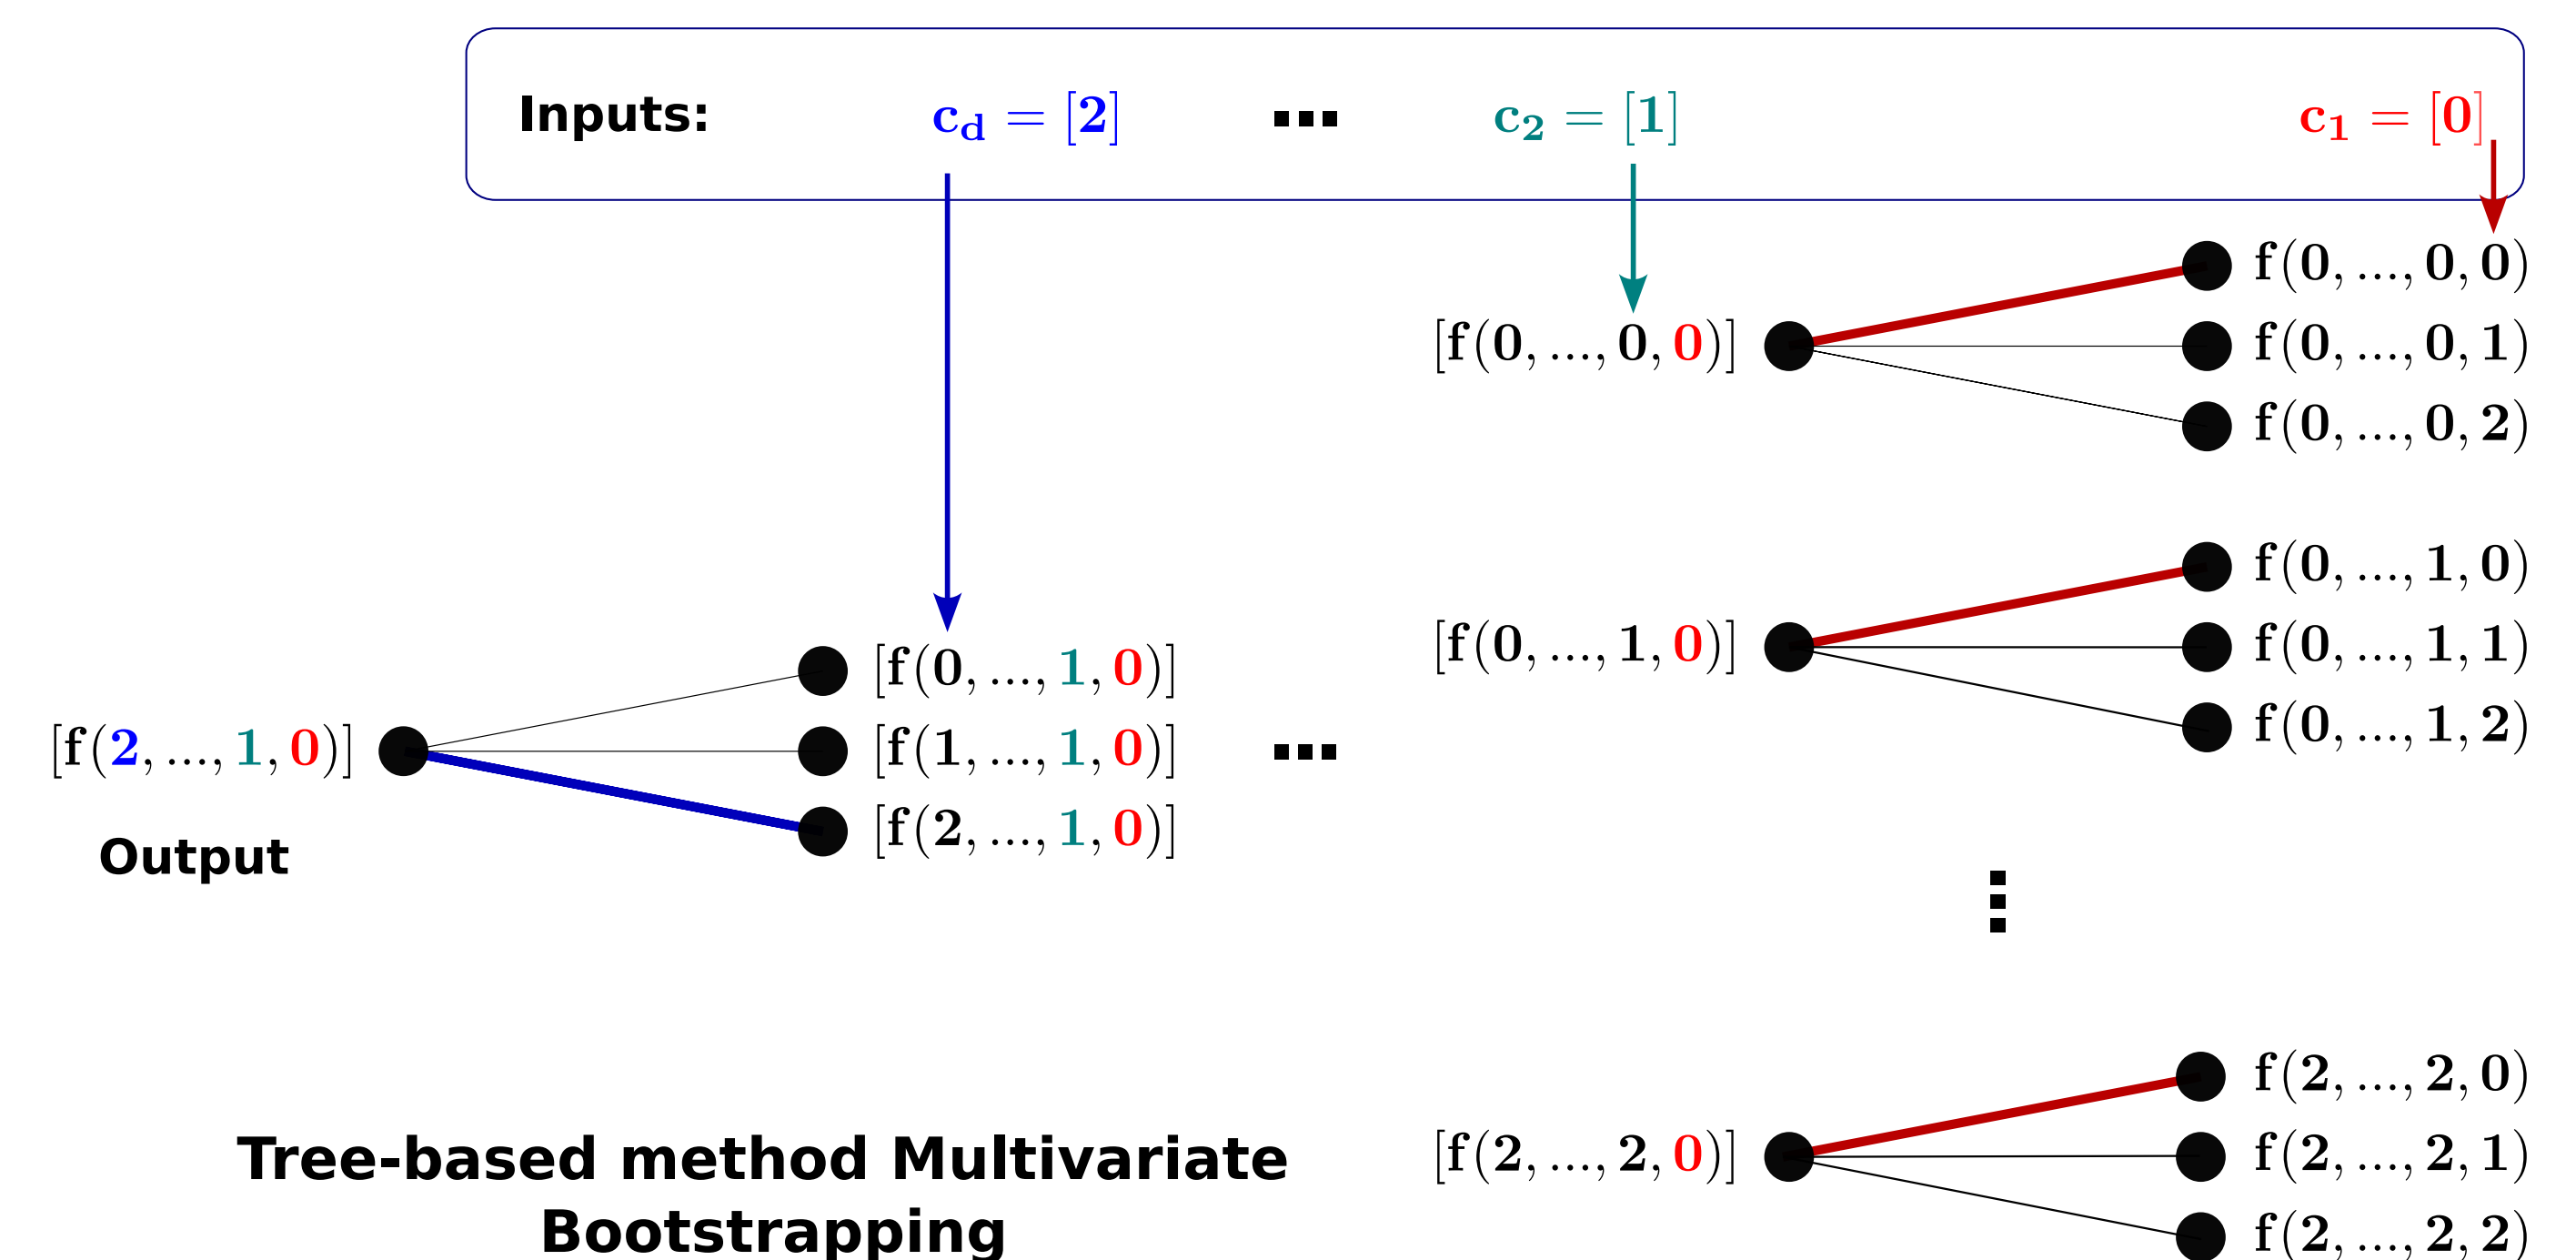 Inputs: c_d = [2] ... c_2 = [1] c_1 = [0]
f(0, ..., 0, 0)
[f(0, ..., 0, 0)] f(0, ..., 0, 1)
f(0, ..., 0, 2)
f(0, ..., 1, 0)
[f(0, ..., 1, 0)] f(0, ..., 1, 1)
f(0, ..., 1, 2)
[f(0, ..., 1, 0)]
[f(2, ..., 1, 0)] [f(1, ..., 1, 0)] ...
[f(2, ..., 1, 0)]
Output
f(2, ..., 2, 0)
[f(2, ..., 2, 0)] f(2, ..., 2, 1)
f(2, ..., 2, 2)
Tree-based method Multivariate
Bootstrapping